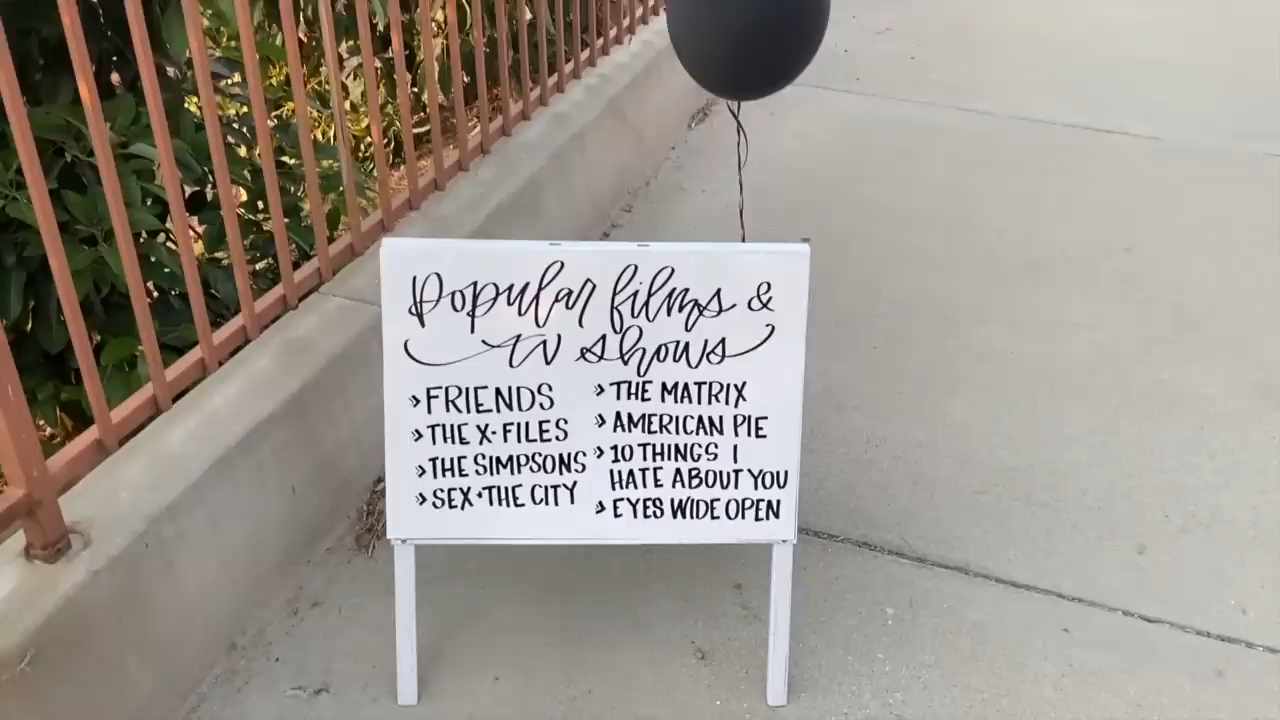 Popular films &
tv shows
» FRIENDS
» THE X-FILES
» THE SIMPSONS
» SEX + THE CITY
» THE MATRIX
» AMERICAN PIE
» 10 THINGS I
HATE ABOUT YOU
» EYES WIDE OPEN